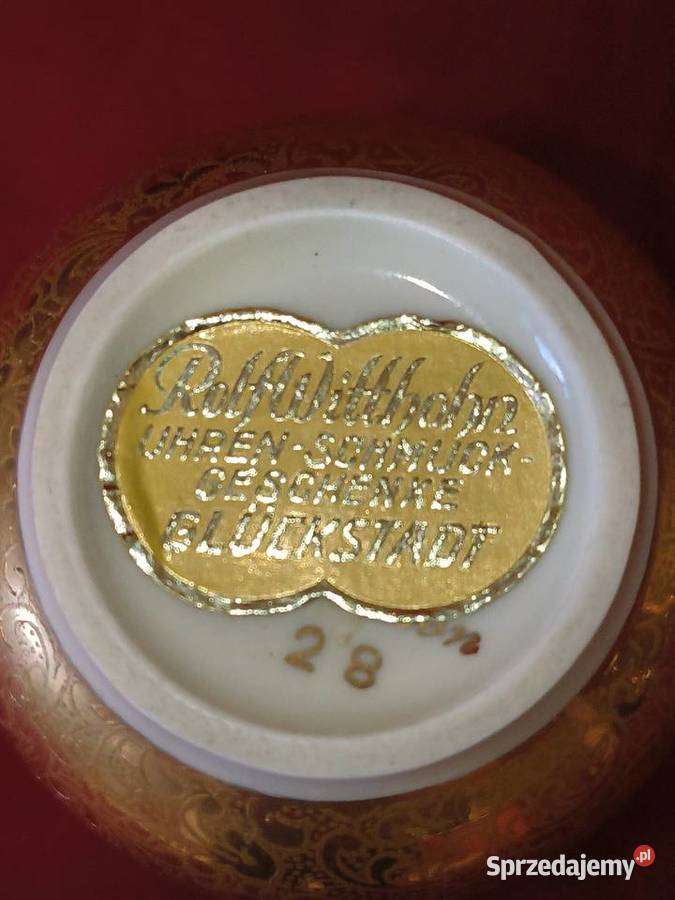 Rolf Witthohn
UHREN-SCHMUCK-
GESCHENKE
GLÜCKSTADT
28
Sprzedajemy.pl